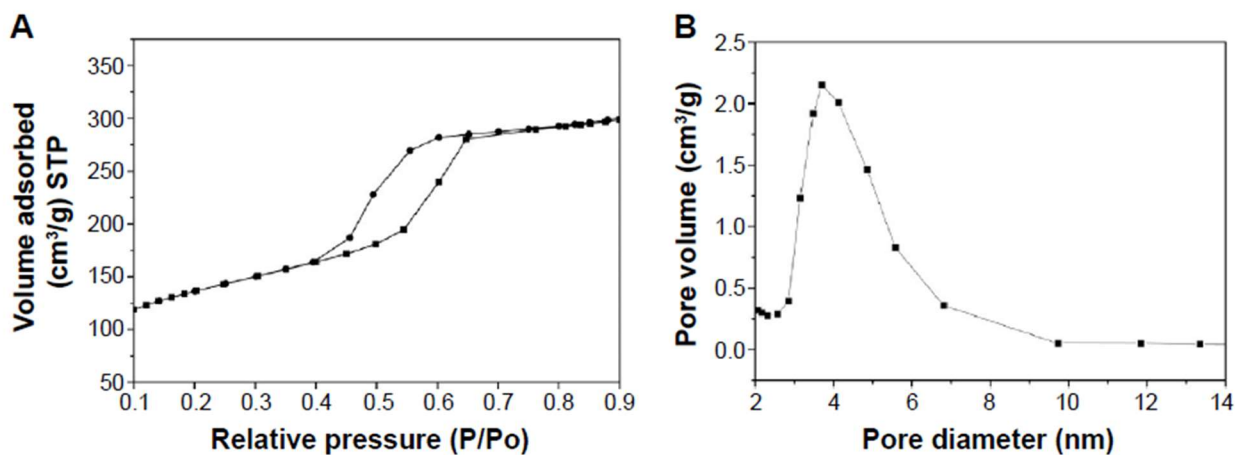 A
Volume adsorbed
(cm³/g) STP
350
300
250
200
150
100
50
0.1 0.2 0.3 0.4 0.5 0.6 0.7 0.8 0.9
Relative pressure (P/Po)
B
Pore volume (cm³/g)
2.5
2.0
1.5
1.0
0.5
0.0
2 4 6 8 10 12 14
Pore diameter (nm)